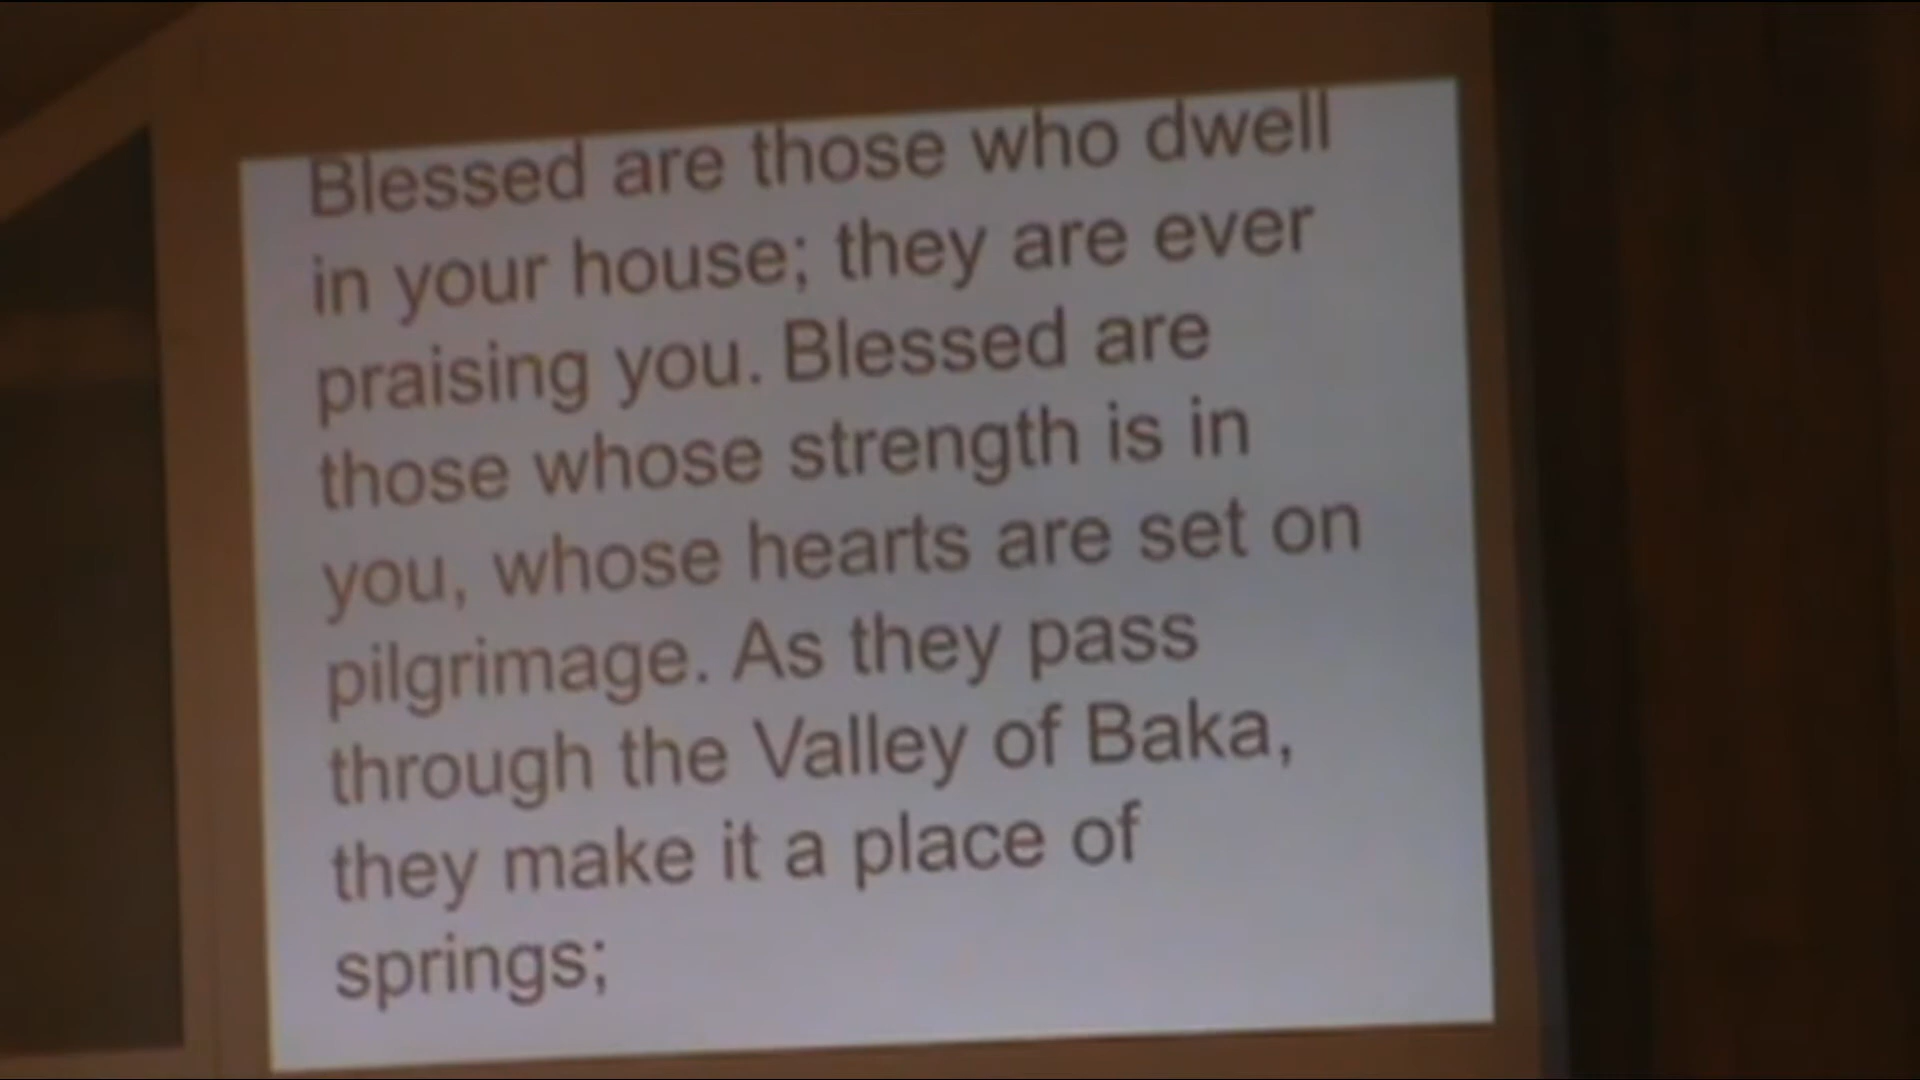 Blessed are those who dwell
in your house; they are ever
praising you. Blessed are
those whose strength is in
you, whose hearts are set on
pilgrimage. As they pass
through the Valley of Baka,
they make it a place of
springs;